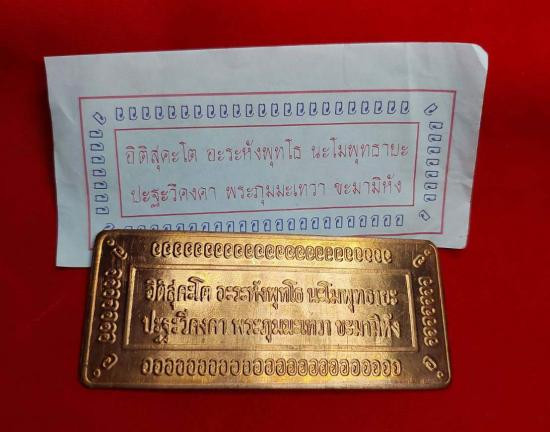 อิติสุคะโต อะระหังพุทโธ นะโมพุทธายะ
ปะฐะวีคงคา พระภุมมะเทวา ขะมามิหัง
อิติสุคะโต อะระหังพุทโธ นะโมพุทธายะ
ปะฐะวีคงคา พระภุมมะเทวา ขะมามิหัง